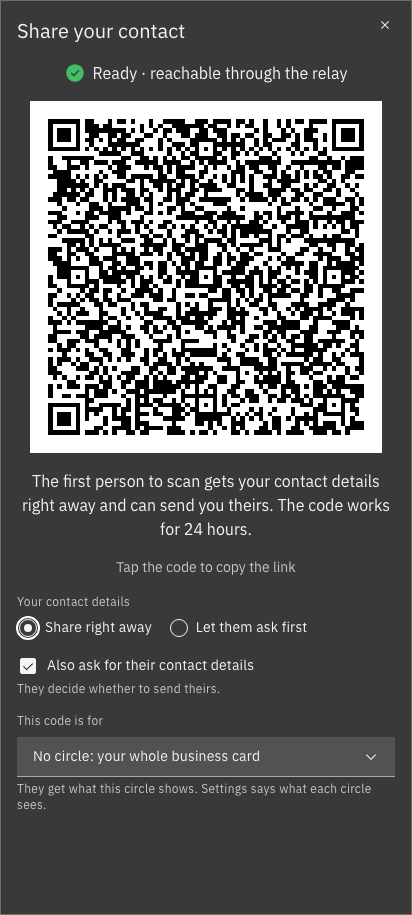 Share your contact
Ready · reachable through the relay
The first person to scan gets your contact details
right away and can send you theirs. The code works
for 24 hours.
Tap the code to copy the link
Your contact details
Share right away
Let them ask first
Also ask for their contact details
They decide whether to send theirs.
This code is for
No circle: your whole business card
They get what this circle shows. Settings says what each circle
sees.